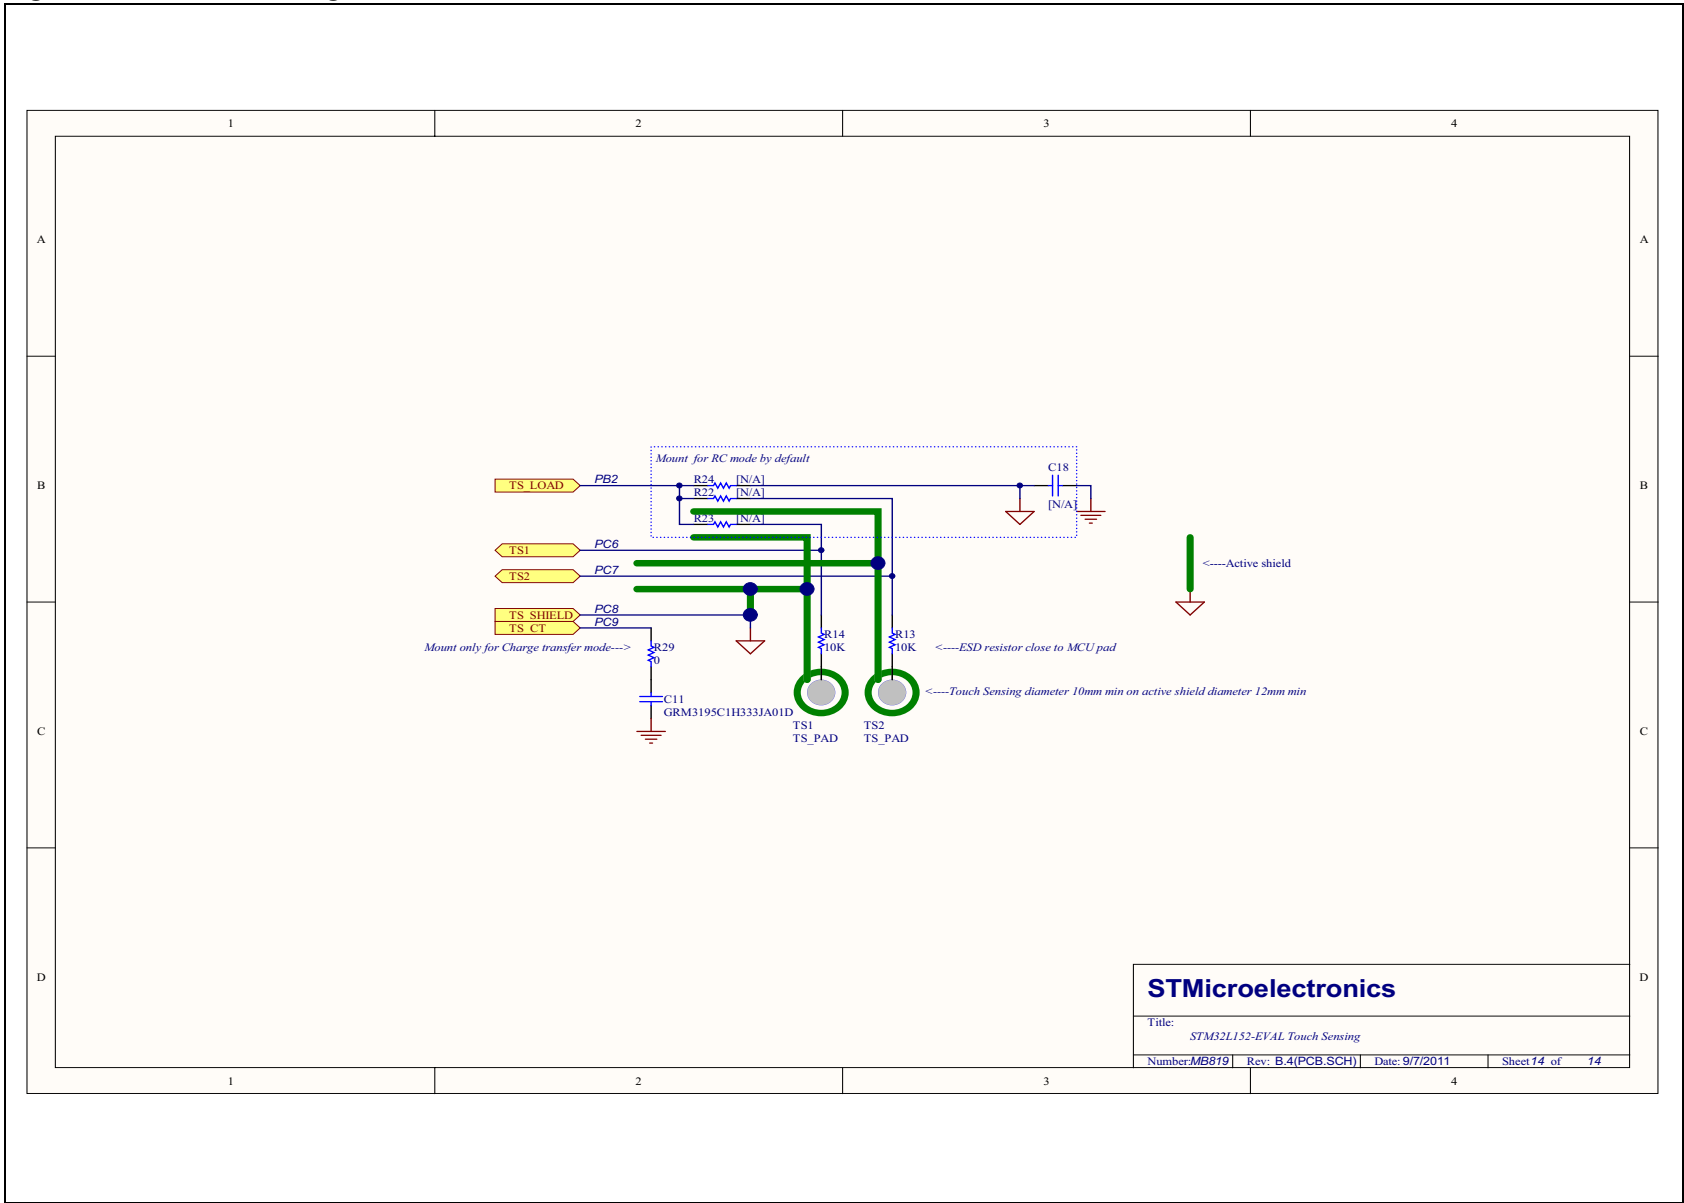 1 2 3 4
A A
Mount for RC mode by default
C18
B B
TS_LOAD PB2 R24 [N/A]
R22 [N/A]
[N/A]
R23 [N/A]
TS1 PC6
<----Active shield
TS2 PC7
TS_SHIELD PC8
TS_CT PC9
R14 R13
Mount only for Charge transfer mode---> R29 10K 10K <----ESD resistor close to MCU pad
0
<----Touch Sensing diameter 10mm min on active shield diameter 12mm min
C11
GRM3195C1H333JA01D
TS1 TS2
C C
TS_PAD TS_PAD
D D
STMicroelectronics
Title:
STM32L152-EVAL Touch Sensing
Number:MB819 Rev: B.4(PCB.SCH) Date: 9/7/2011 Sheet 14 of 14
1 2 3 4